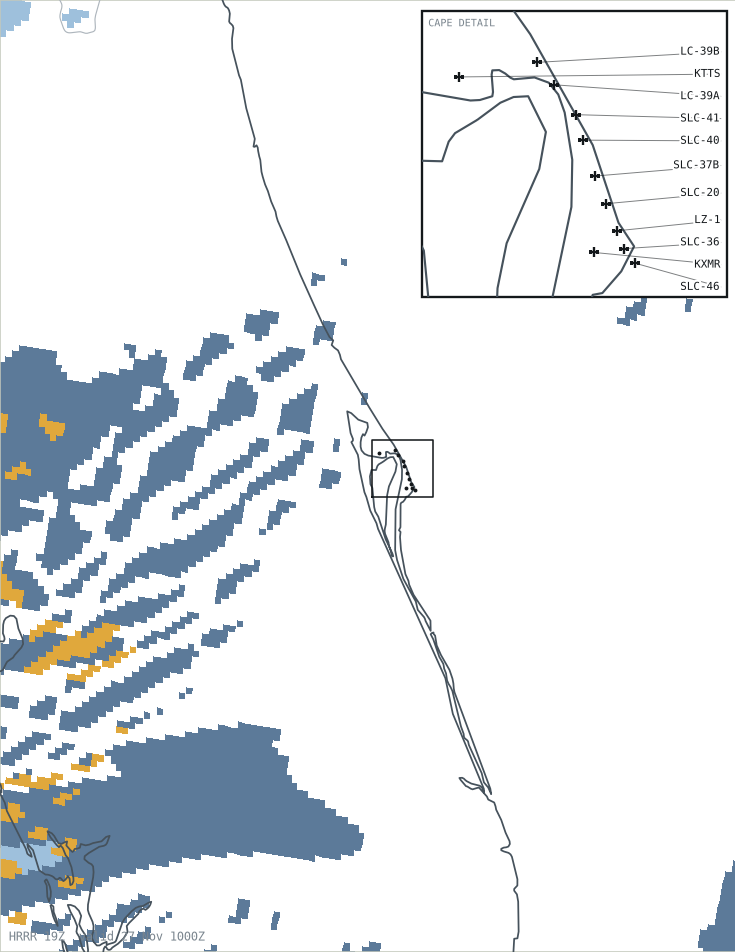 CAPE DETAIL
LC-39B
KTTS
LC-39A
SLC-41
SLC-40
SLC-37B
SLC-20
LZ-1
SLC-36
KXMR
SLC-46
HRRR 19Z Nov 1000Z